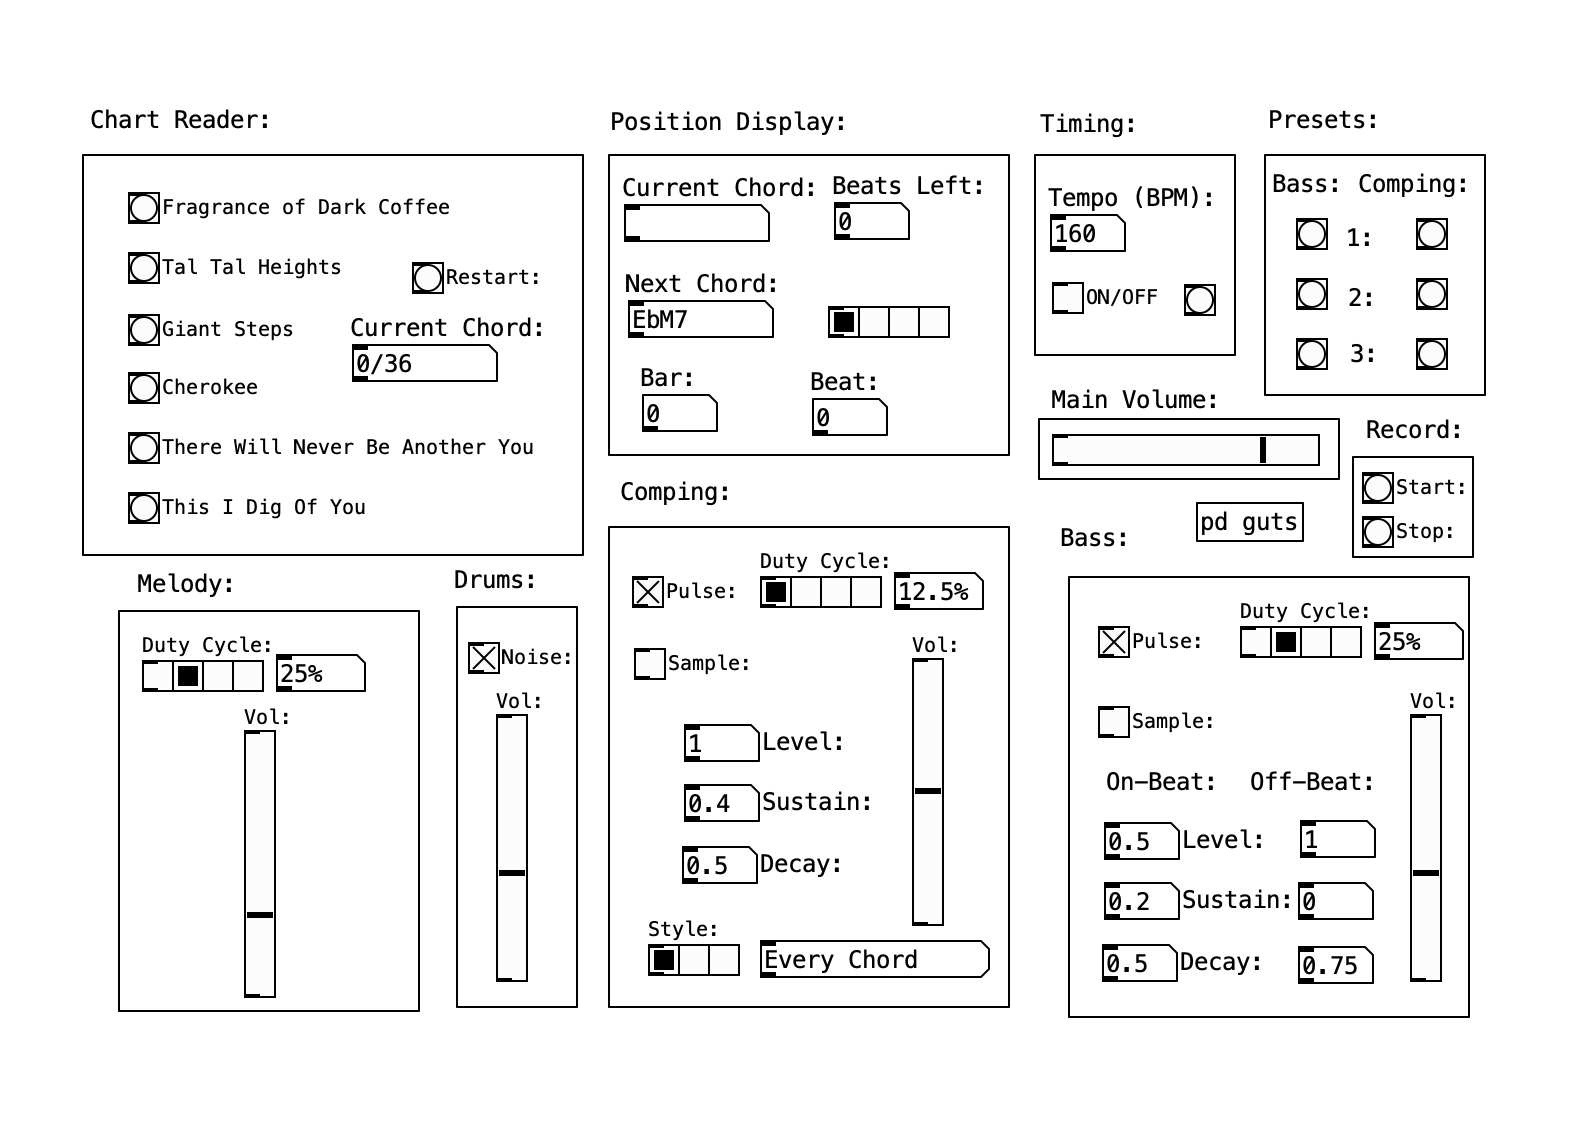 Chart Reader:
Fragrance of Dark Coffee
Tal Tal Heights
Restart:
Giant Steps
Current Chord:
0/36
Cherokee
There Will Never Be Another You
This I Dig Of You
Position Display:
Current Chord: Beats Left:
0
Next Chord:
EbM7
Bar:
0
Beat:
0
Timing:
Tempo (BPM):
160
ON/OFF
Presets:
Bass: Comping:
1:
2:
3:
Main Volume:
Record:
Start:
Stop:
pd guts
Melody:
Duty Cycle:
25%
Vol:
Drums:
Noise:
Vol:
Comping:
Duty Cycle:
Pulse:
12.5%
Sample:
Vol:
1 Level:
0.4 Sustain:
0.5 Decay:
Style:
Every Chord
Bass:
Duty Cycle:
Pulse:
25%
Sample:
Vol:
On-Beat: Off-Beat:
0.5 Level: 1
0.2 Sustain: 0
0.5 Decay: 0.75